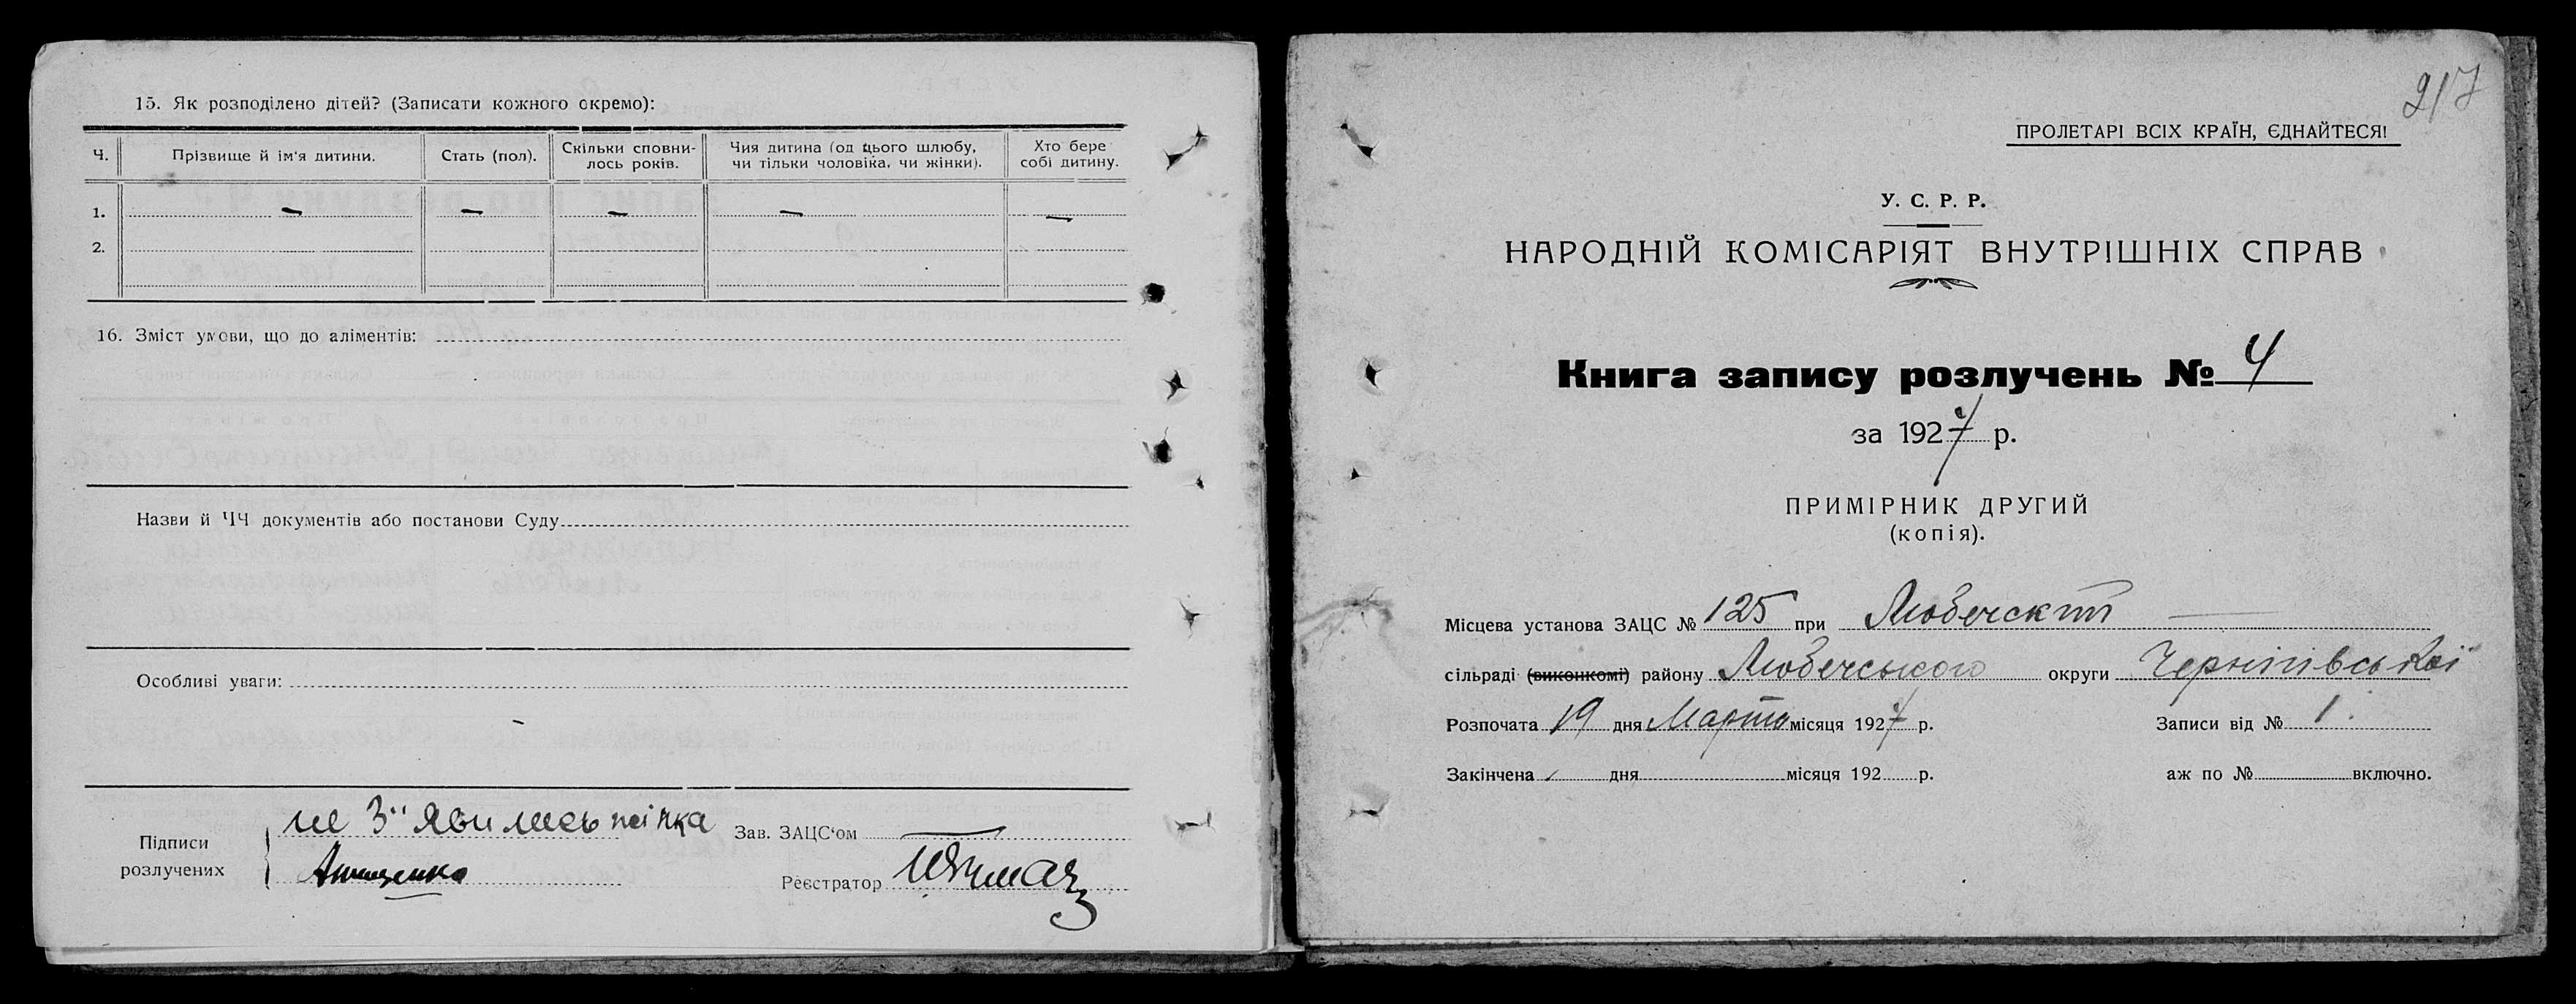 15. Як розподілено дітей? (Записати кожного окремо):
Ч. Прізвище й ім'я дитини. Стать (пол). Скільки сповнилось років. Чия дитина (од цього шлюбу, чи тільки чоловіка, чи жінки). Хто бере собі дитину.
1. — — — — —
2.
16. Зміст умови, що до аліментів:
Назви й ЧЧ документів або постанови Суду
Особливі уваги:
не З"явилась жінка
Підписи розлучених
Анищенко
Зав. ЗАЦС'ом —
Реєстратор
217
ПРОЛЕТАРІ ВСІХ КРАЇН, ЄДНАЙТЕСЯ!
У. С. Р. Р.
НАРОДНІЙ КОМІСАРІЯТ ВНУТРІШНІХ СПРАВ
Книга запису розлучень № 4
за 1927 р.
ПРИМІРНИК ДРУГИЙ
(копія).
Місцева установа ЗАЦС № 125 при Любечскій
сільраді (виконкомі) району Любечського округи Чернігівської
Розпочата 19 дня Марта місяця 1927 р. Записи від № 1.
Закінчена дня місяця 192 р. аж по № включно.